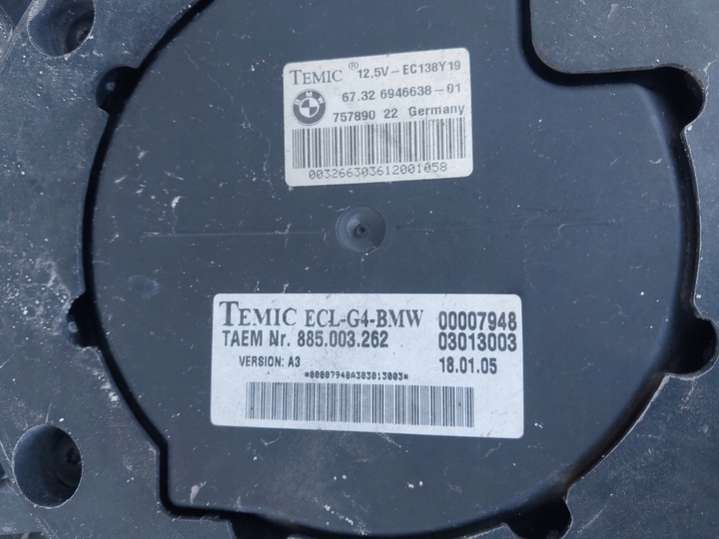 TEMIC ® 12,5V-EC138Y19
67.32 6946638-01
757890 22 Germany
003266303612001058
TEMIC ECL-G4-BMW 00007948
TAEM Nr. 885.003.262 03013003
VERSION: A3 18.01.05
*00007948A303013003*